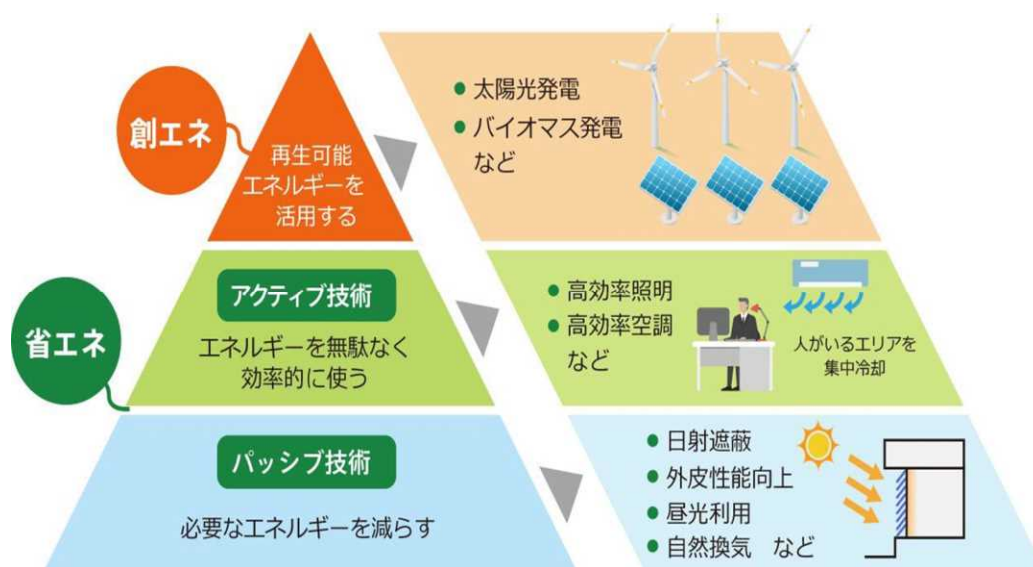 創エネ
再生可能
エネルギーを
活用する
● 太陽光発電
● バイオマス発電
など
省エネ
アクティブ技術
エネルギーを無駄なく
効率的に使う
● 高効率照明
● 高効率空調
など
人がいるエリアを
集中冷却
パッシブ技術
必要なエネルギーを減らす
● 日射遮蔽
● 外皮性能向上
● 昼光利用
● 自然換気 など